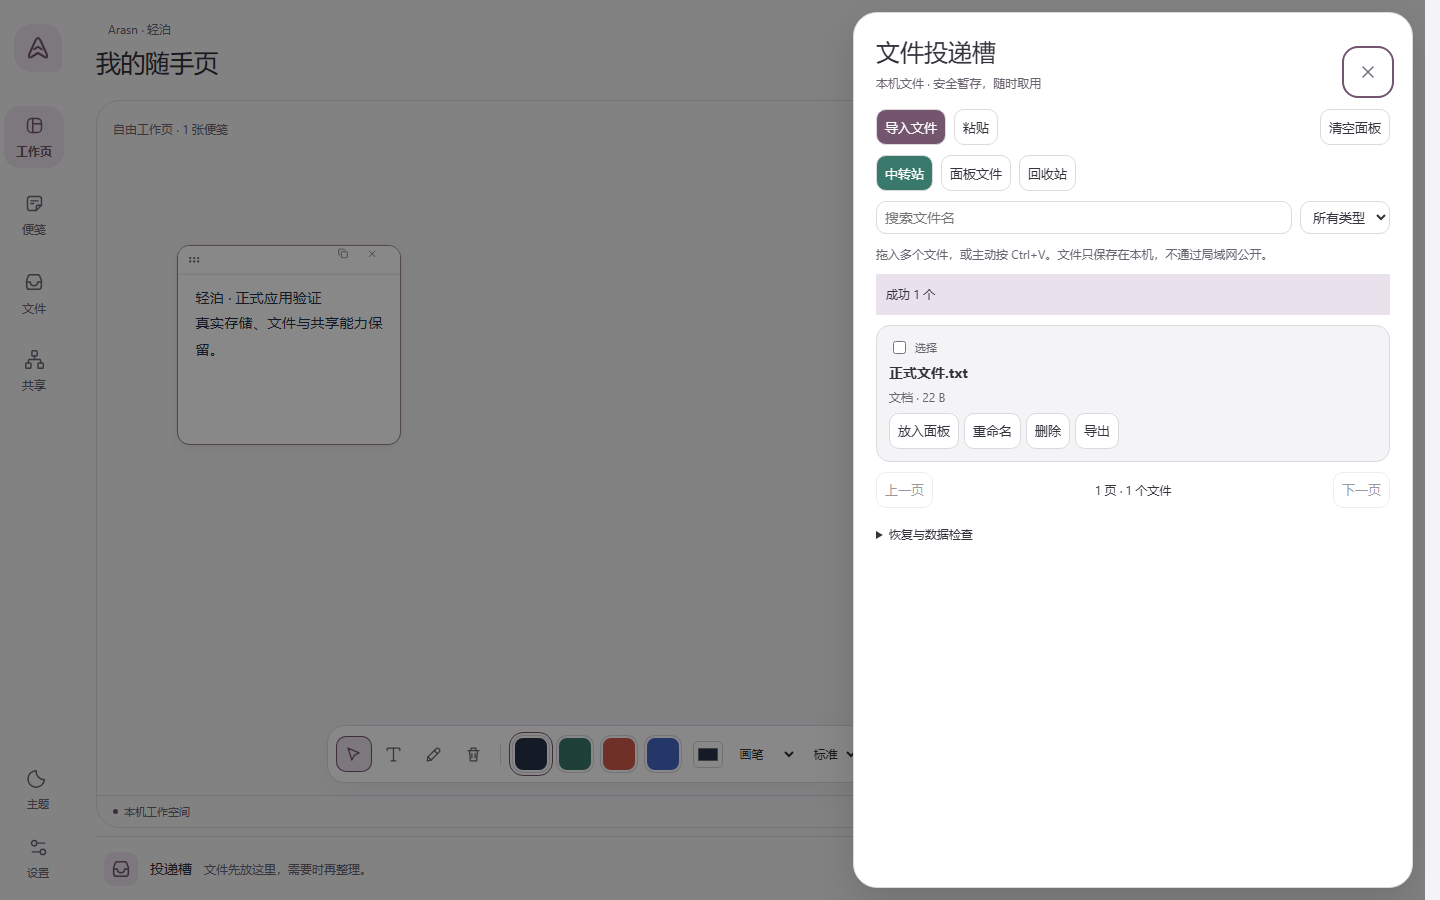 Arasn · 轻泊
我的随手页
工作页
便笺
文件
共享
主题
设置
自由工作页 · 1 张便笺
轻泊 · 正式应用验证
真实存储、文件与共享能力保
留。
画笔
标准
本机工作空间
投递槽 文件先放这里，需要时再整理。
文件投递槽
本机文件 · 安全暂存，随时取用
导入文件 粘贴 清空面板
中转站 面板文件 回收站
搜索文件名 所有类型
拖入多个文件，或主动按 Ctrl+V。文件只保存在本机，不通过局域网公开。
成功 1 个
选择
正式文件.txt
文档 · 22 B
放入面板 重命名 删除 导出
上一页 1 页 · 1 个文件 下一页
恢复与数据检查